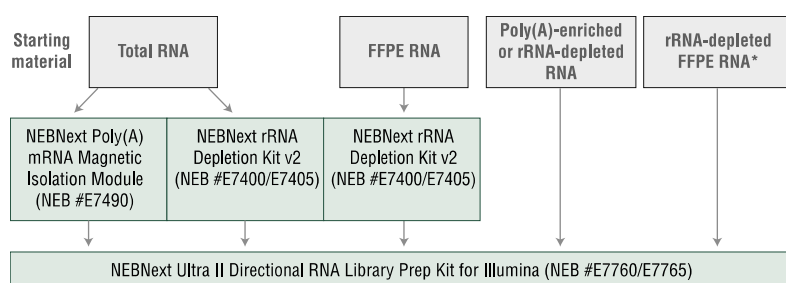 Starting
material
Total RNA
FFPE RNA
Poly(A)-enriched
or rRNA-depleted
RNA
rRNA-depleted
FFPE RNA*
NEBNext Poly(A)
mRNA Magnetic
Isolation Module
(NEB #E7490)
NEBNext rRNA
Depletion Kit v2
(NEB #E7400/E7405)
NEBNext rRNA
Depletion Kit v2
(NEB #E7400/E7405)
NEBNext Ultra II Directional RNA Library Prep Kit for Illumina (NEB #E7760/E7765)